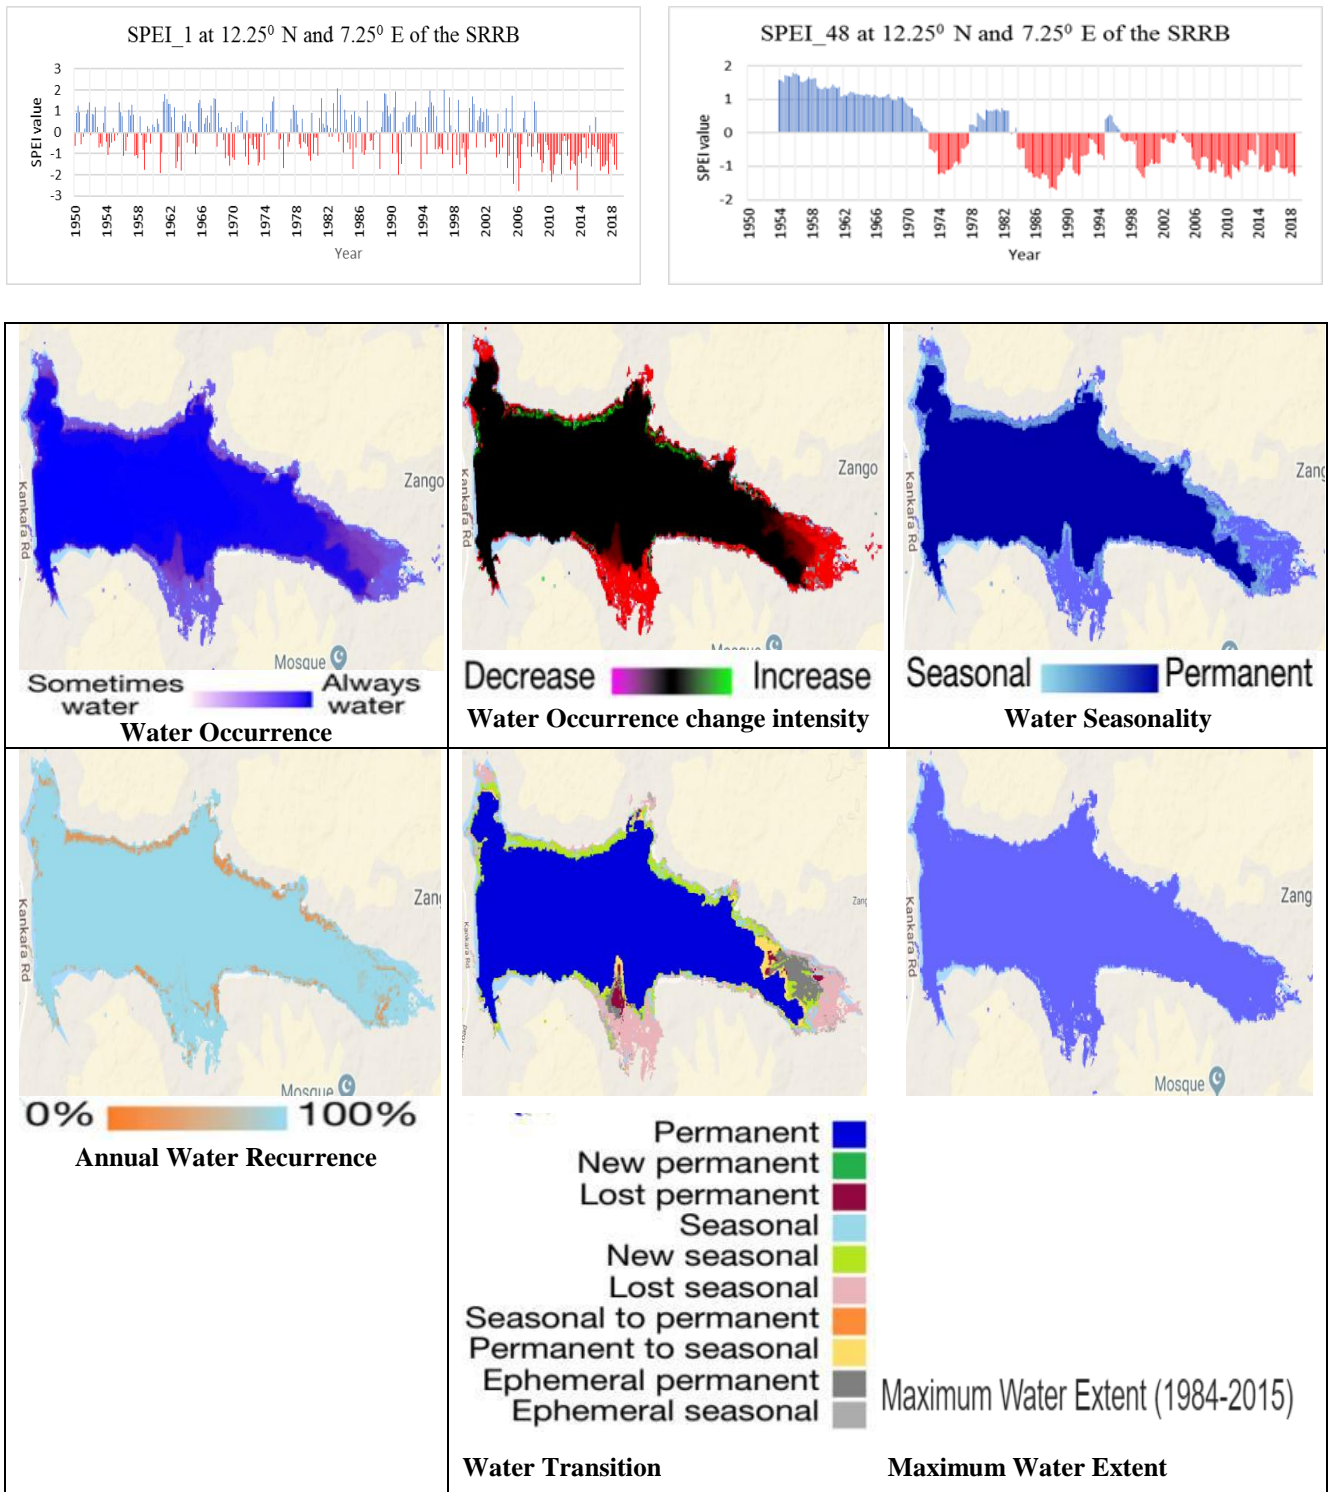 SPEI_1 at 12.25⁰ N and 7.25⁰ E of the SRRB
3
2
1
0
-1
-2
-3
SPEI value
1950
1954
1958
1962
1966
1970
1974
1978
1982
1986
1990
1994
1998
2002
2006
2010
2014
2018
Year
SPEI_48 at 12.25⁰ N and 7.25⁰ E of the SRRB
2
1
0
-1
-2
SPEI value
1950
1954
1958
1962
1966
1970
1974
1978
1982
1986
1990
1994
1998
2002
2006
2010
2014
2018
Year
Zango
Kankara Rd
Mosque
Sometimes water
Always water
Water Occurrence
Zango
Kankara Rd
Mosque
Decrease
Increase
Water Occurrence change intensity
Zang
Kankara Rd
Seasonal
Permanent
Water Seasonality
Zang
Kankara Rd
Mosque
0%
100%
Annual Water Recurrence
Zang
Kankara Rd
Permanent
New permanent
Lost permanent
Seasonal
New seasonal
Lost seasonal
Seasonal to permanent
Permanent to seasonal
Ephemeral permanent
Ephemeral seasonal
Water Transition
Zang
Kankara Rd
Mosque
Maximum Water Extent (1984-2015)
Maximum Water Extent